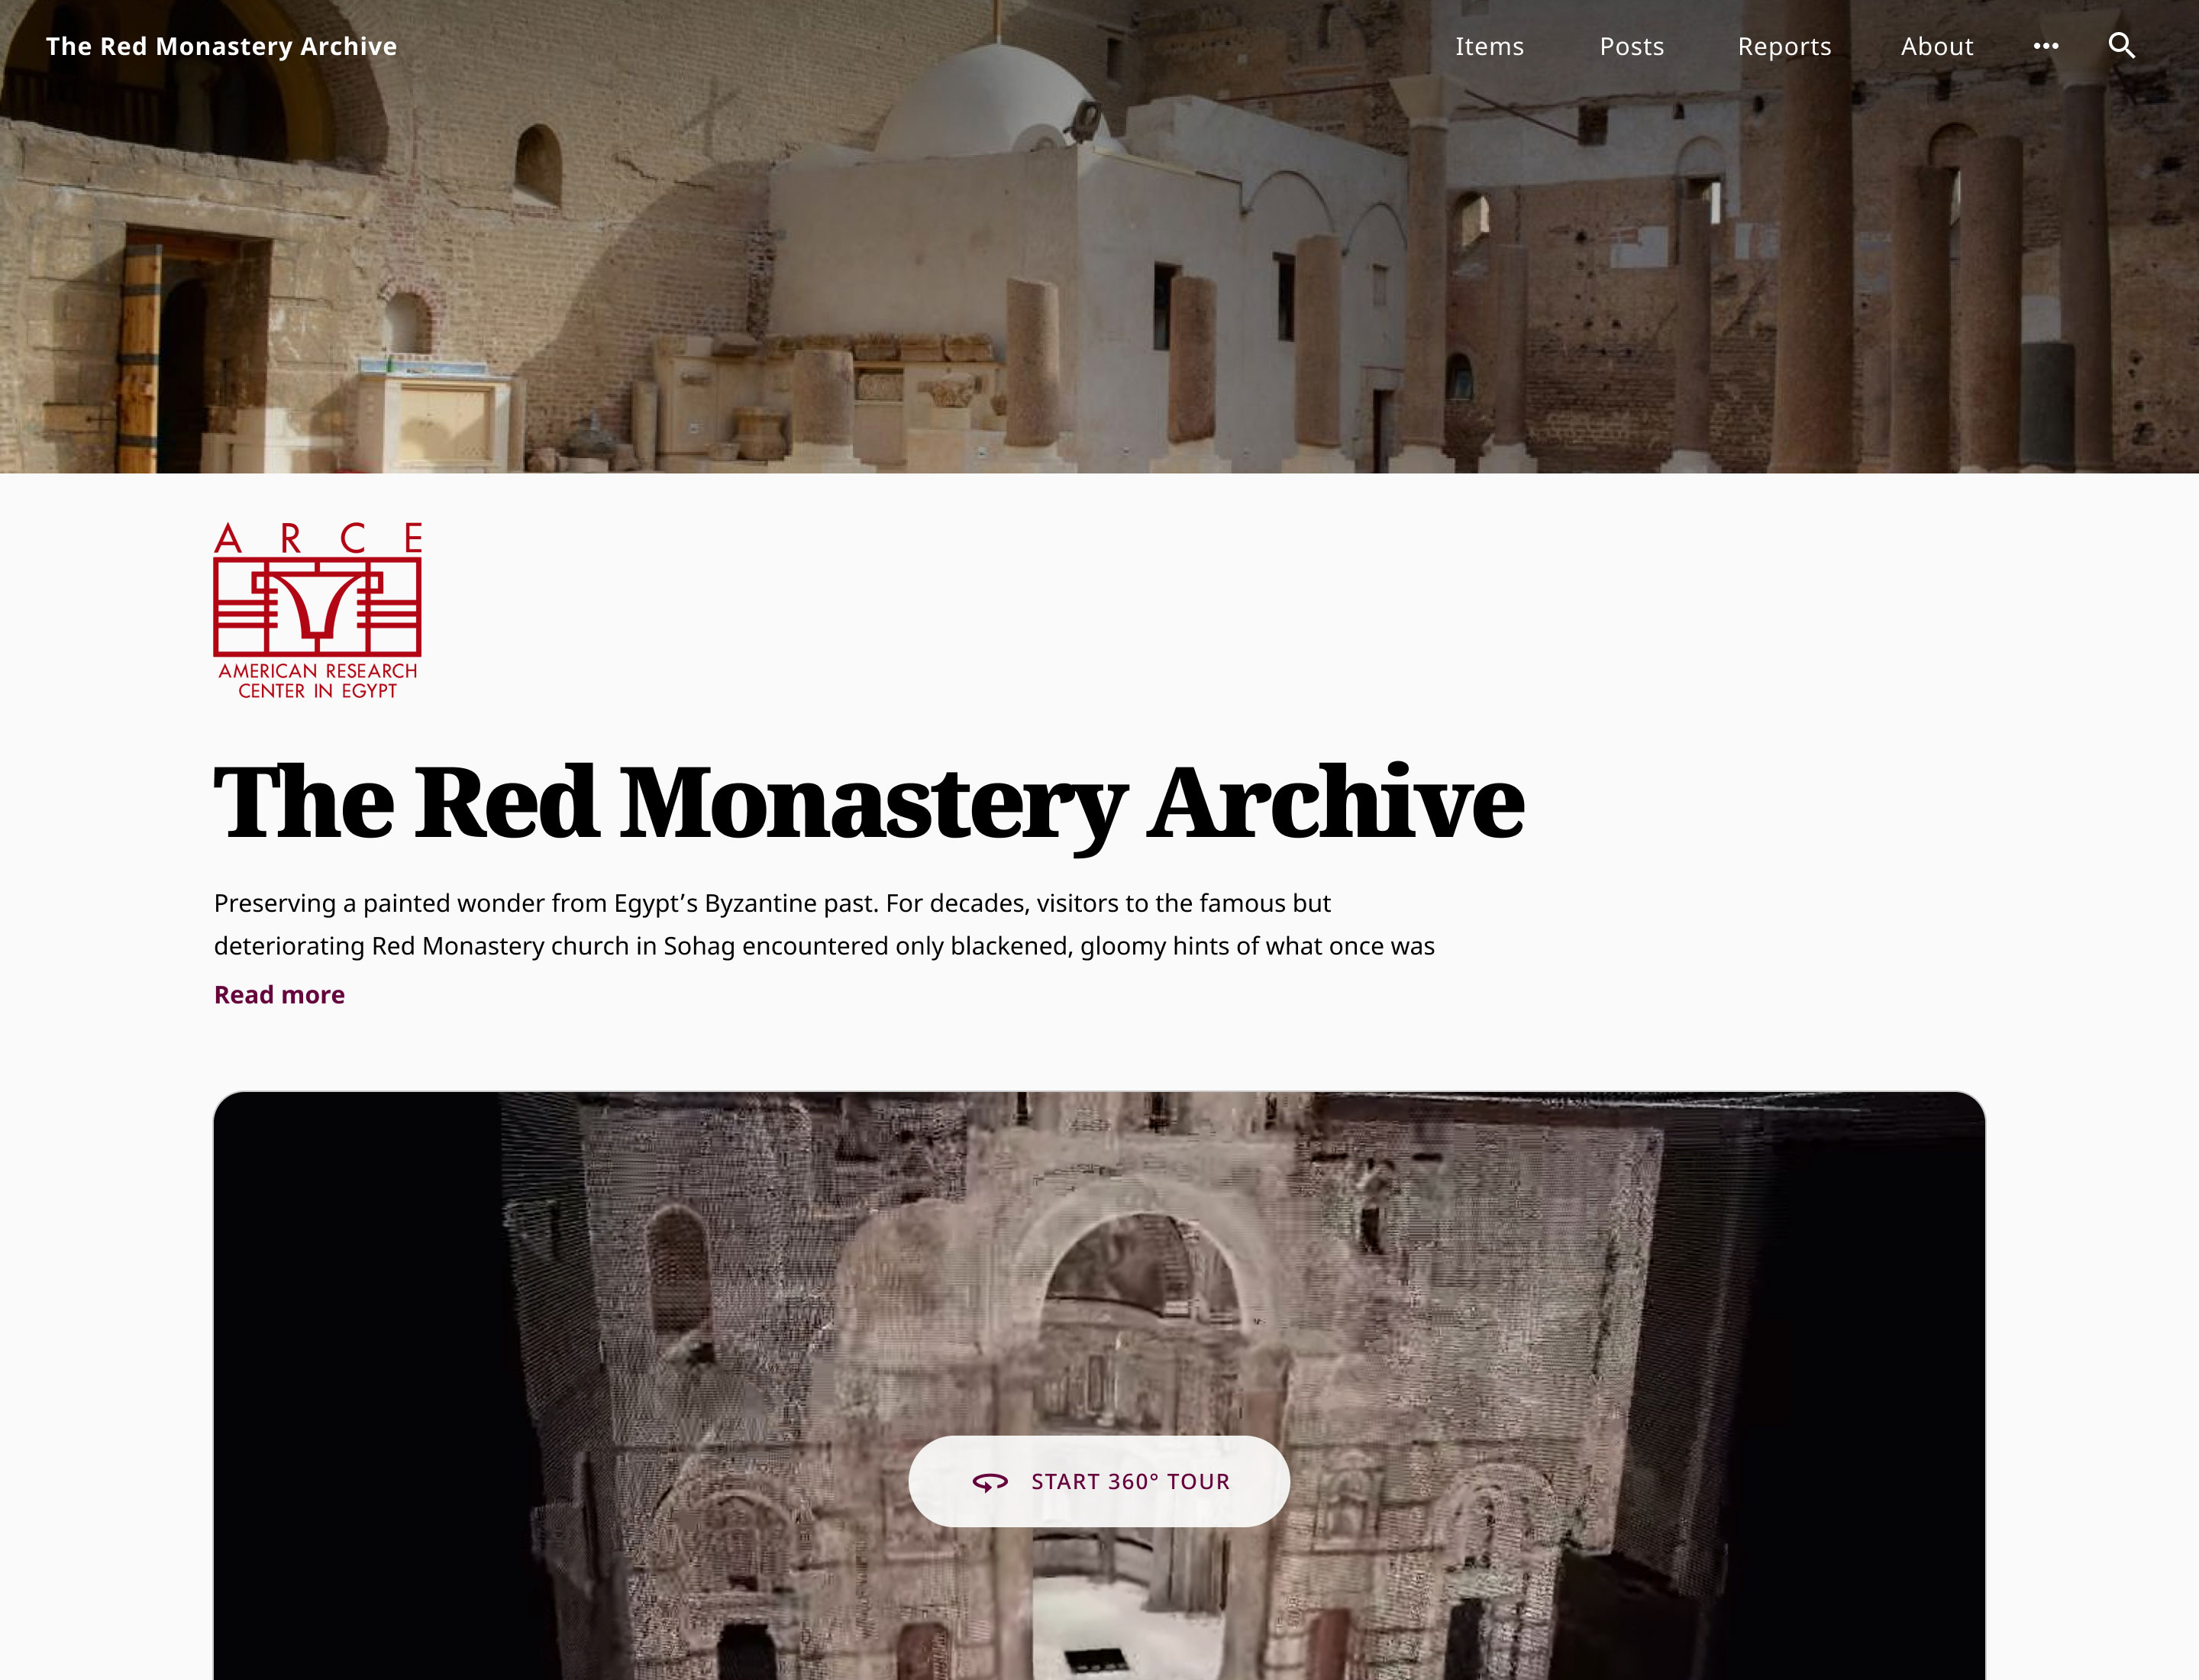 The Red Monastery Archive
Items
Posts
Reports
About
A R C E
AMERICAN RESEARCH
CENTER IN EGYPT
The Red Monastery Archive
Preserving a painted wonder from Egypt’s Byzantine past. For decades, visitors to the famous but
deteriorating Red Monastery church in Sohag encountered only blackened, gloomy hints of what once was
Read more
START 360° TOUR